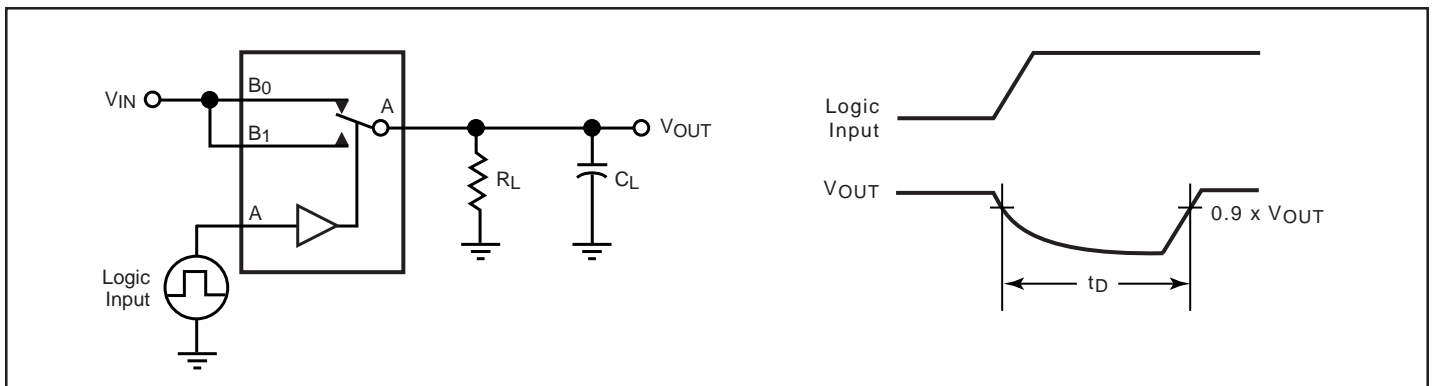 B0
VIN
A
B1
VOUT
RL
CL
A
Logic
Input
Logic
Input
VOUT
0.9 x VOUT
tD